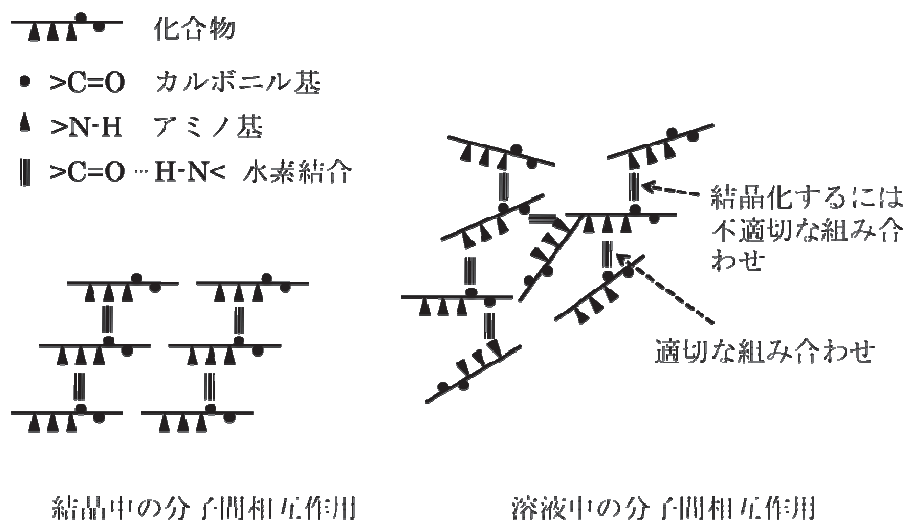 化合物
>C=O カルボニル基
>N-H アミノ基
>C=O…H-N< 水素結合
結晶化するには
不適切な組み合
わせ
適切な組み合わせ
結晶中の分子間相互作用
溶液中の分子間相互作用